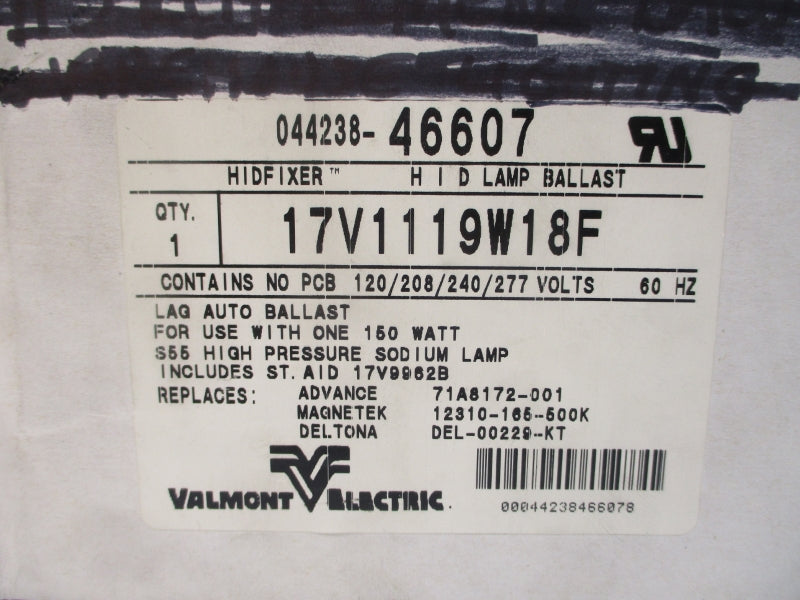 044238-46607
HIDFIXER™ H I D LAMP BALLAST
QTY. 1 17V1119W18F
CONTAINS NO PCB 120/208/240/277 VOLTS 60 HZ
LAG AUTO BALLAST
FOR USE WITH ONE 150 WATT
S55 HIGH PRESSURE SODIUM LAMP
INCLUDES ST. AID 17V9962B
REPLACES: ADVANCE 71A8172-001
MAGNETEK 12310-165-500K
DELTONA DEL-00229-KT
VALMONT ELECTRIC.
00044238466078